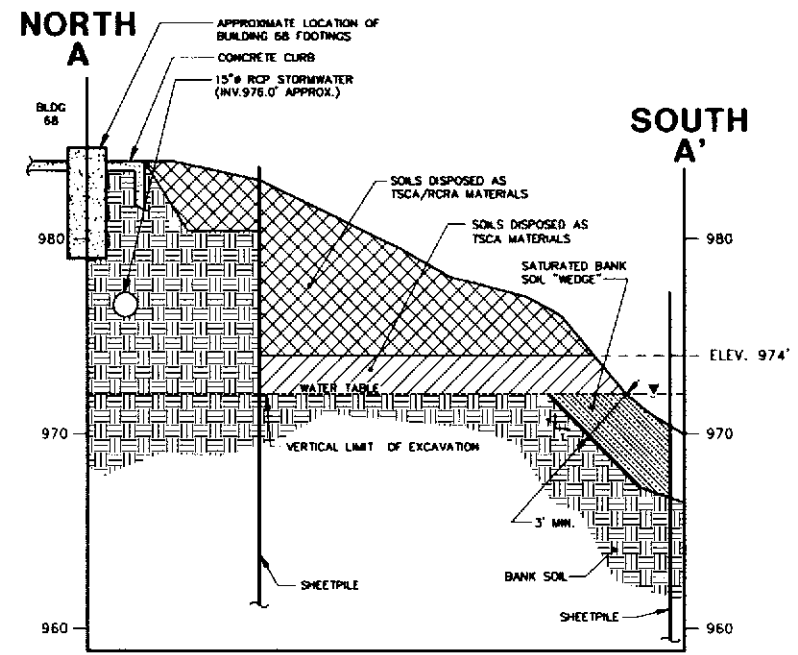 NORTH
A
APPROXIMATE LOCATION OF
BUILDING 68 FOOTINGS
CONCRETE CURB
15"ø RCP STORMWATER
(INV.976.0' APPROX.)
BLDG
68
SOUTH
A'
SOILS DISPOSED AS
TSCA/RCRA MATERIALS
SOILS DISPOSED AS
TSCA MATERIALS
SATURATED BANK
SOIL "WEDGE"
980
980
ELEV. 974'
WATER TABLE
970
VERTICAL LIMIT OF EXCAVATION
970
3' MIN.
BANK SOIL
SHEETPILE
SHEETPILE
960
960